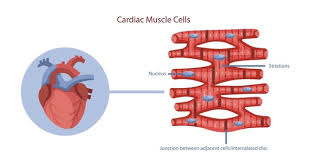 Cardiac Muscle Cells
Striations
Nucleus
Junction between adjacent cells/intercalated disc